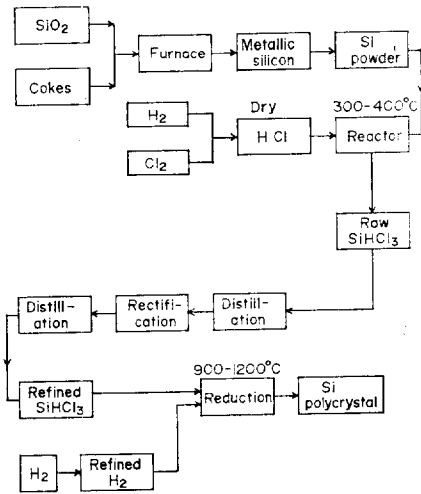 SiO2
Cokes
Furnace
Metallic
silicon
Si
powder
H2
Cl2
Dry
H Cl
300-400°C
Reactor
Raw
SiHCl3
Distill-
ation
Rectifi-
cation
Distill-
ation
Refined
SiHCl3
900-1200°C
Reduction
Si
polycrystal
H2
Refined
H2